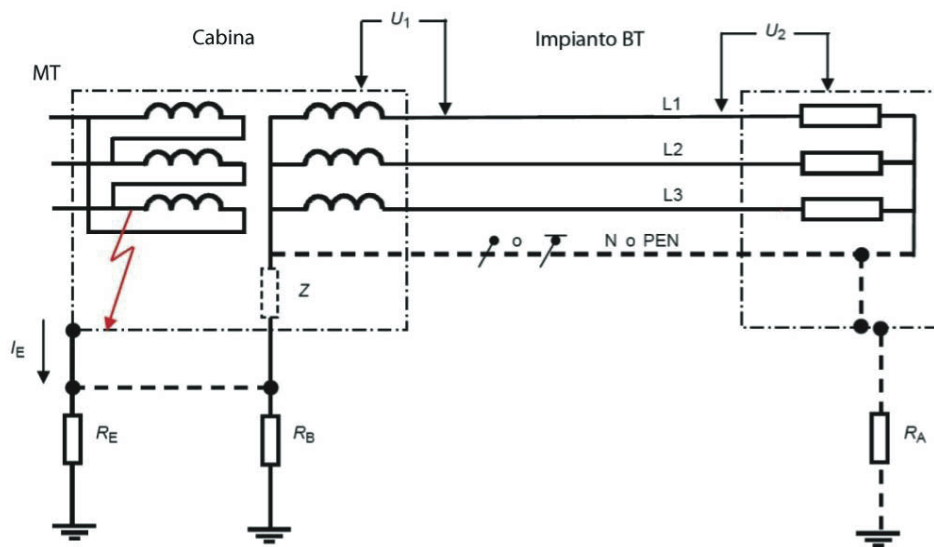 Cabina
U1
Impianto BT
U2
MT
L1
L2
L3
o
N o PEN
Z
IE
RE
RB
RA